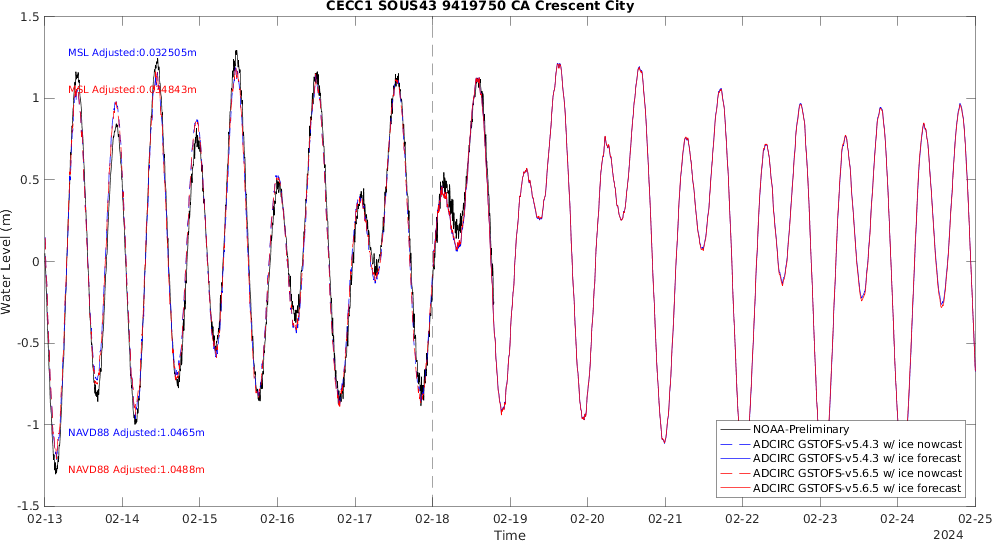 CECC1 SOUS43 9419750 CA Crescent City
1.5
1
0.5
0
-0.5
-1
-1.5
Water Level (m)
MSL Adjusted:0.032505m
MSL Adjusted:0.034843m
NAVD88 Adjusted:1.0465m
NAVD88 Adjusted:1.0488m
NOAA-Preliminary
ADCIRC GSTOFS-v5.4.3 w/ ice nowcast
ADCIRC GSTOFS-v5.4.3 w/ ice forecast
ADCIRC GSTOFS-v5.6.5 w/ ice nowcast
ADCIRC GSTOFS-v5.6.5 w/ ice forecast
02-13 02-14 02-15 02-16 02-17 02-18 02-19 02-20 02-21 02-22 02-23 02-24 02-25
Time
2024